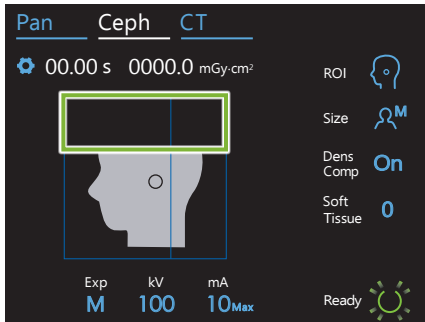 Pan Ceph CT
00.00 s 0000.0 mGy·cm²
ROI
Size M
Dens
Comp On
Soft
Tissue 0
Exp kV mA
M 100 10Max
Ready